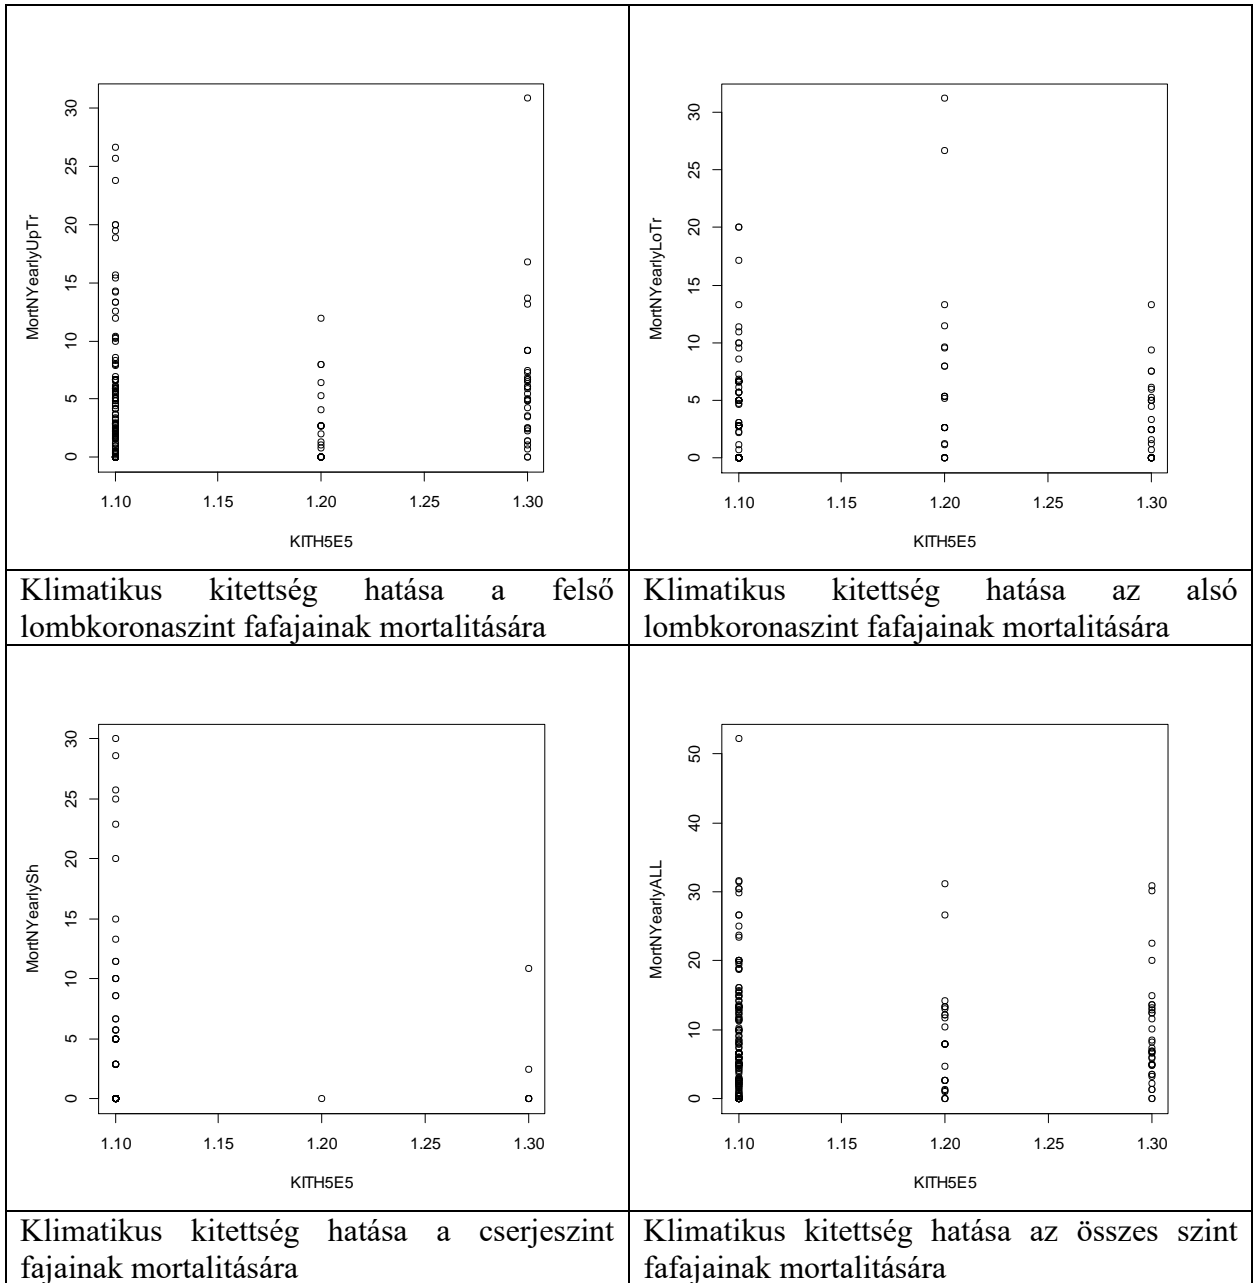 30
25
20
15
10
5
0
MortNYearlyUpTr
1.10 1.15 1.20 1.25 1.30
KITH5E5
30
25
20
15
10
5
0
MortNYearlyLoTr
1.10 1.15 1.20 1.25 1.30
KITH5E5
Klimatikus kitettség hatása a felső
lombkoronaszint fafajainak mortalitására
Klimatikus kitettség hatása az alsó
lombkoronaszint fafajainak mortalitására
30
25
20
15
10
5
0
MortNYearlySh
1.10 1.15 1.20 1.25 1.30
KITH5E5
50
40
30
20
10
0
MortNYearlyALL
1.10 1.15 1.20 1.25 1.30
KITH5E5
Klimatikus kitettség hatása a cserjeszint
fajainak mortalitására
Klimatikus kitettség hatása az összes szint
fafajainak mortalitására